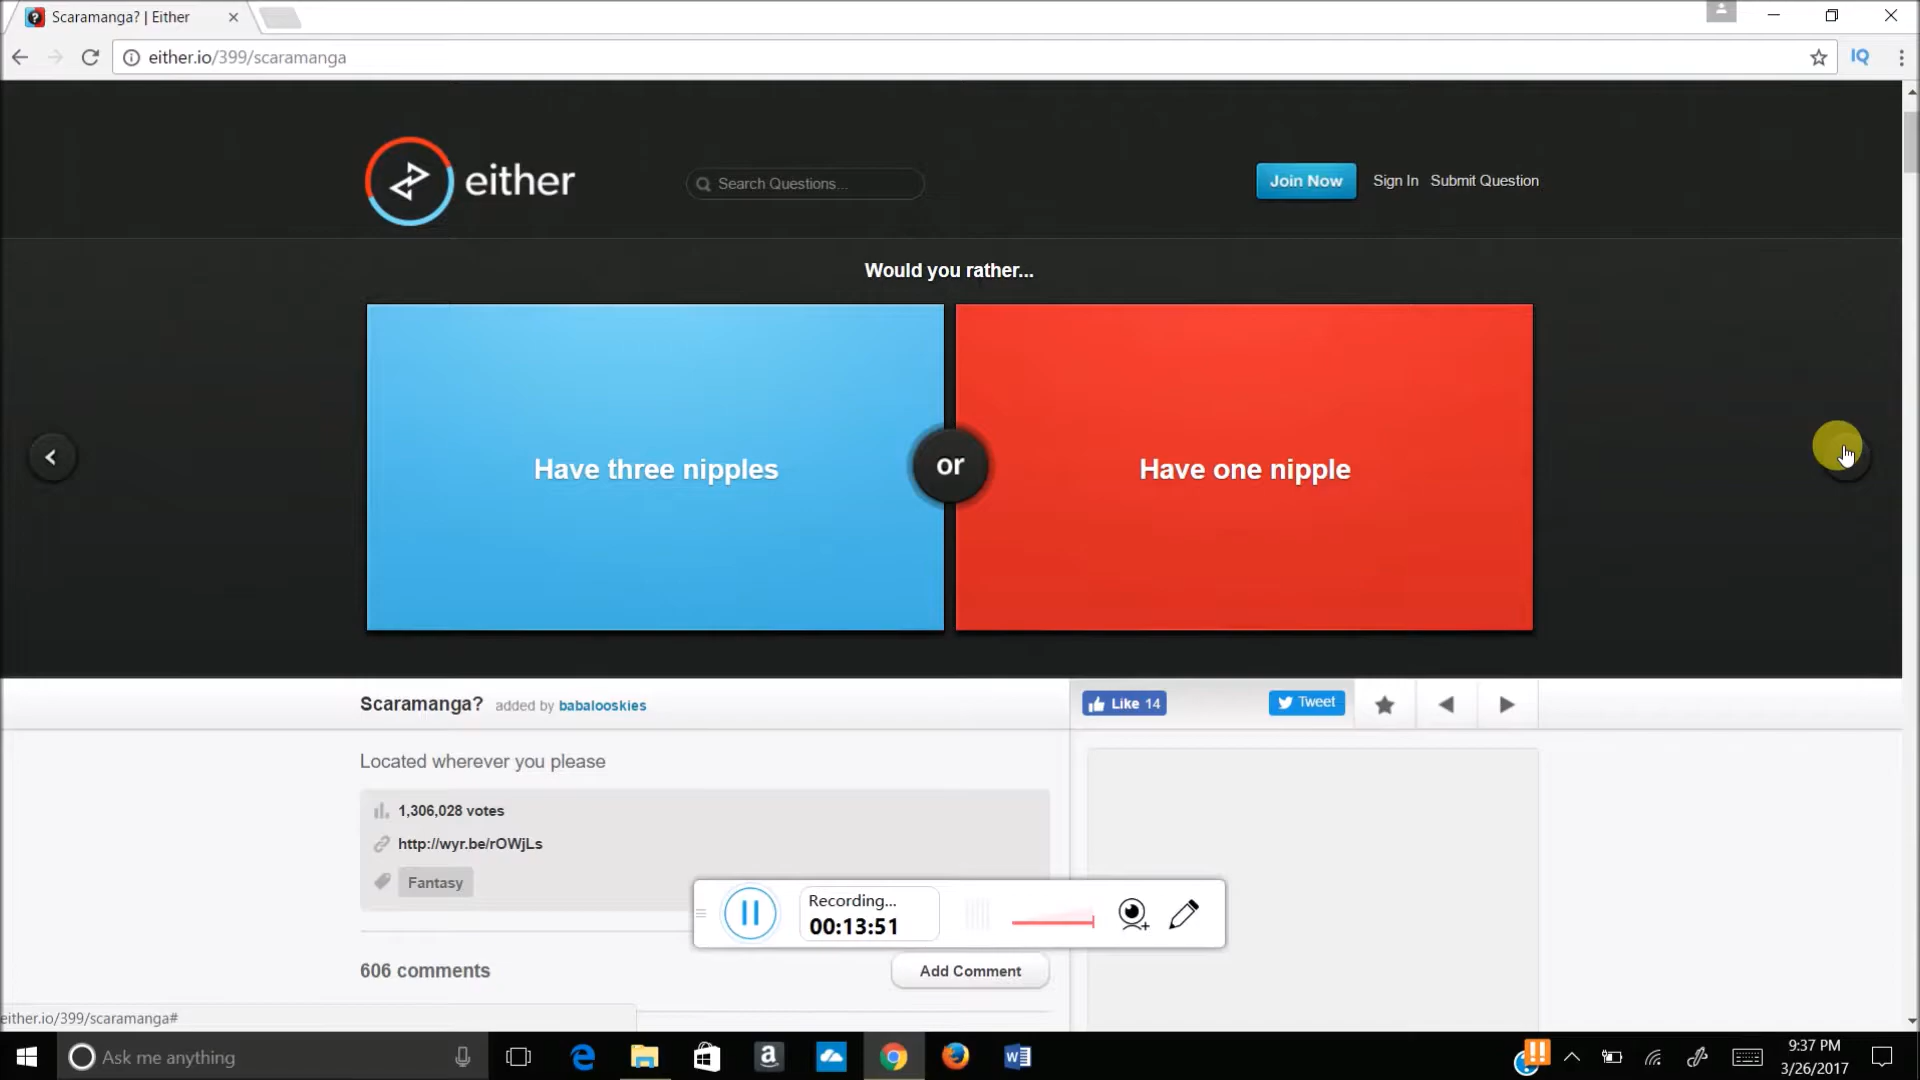 Scaramanga? | Either
either.io/399/scaramanga
IQ
either
Search Questions...
Join Now
Sign In
Submit Question
Would you rather...
Have three nipples
or
Have one nipple
Scaramanga?
added by babalooskies
Like 14
Tweet
Located wherever you please
1,306,028 votes
http://wyr.be/rOWjLs
Fantasy
Recording...
00:13:51
606 comments
Add Comment
either.io/399/scaramanga#
Ask me anything
9:37 PM
3/26/2017